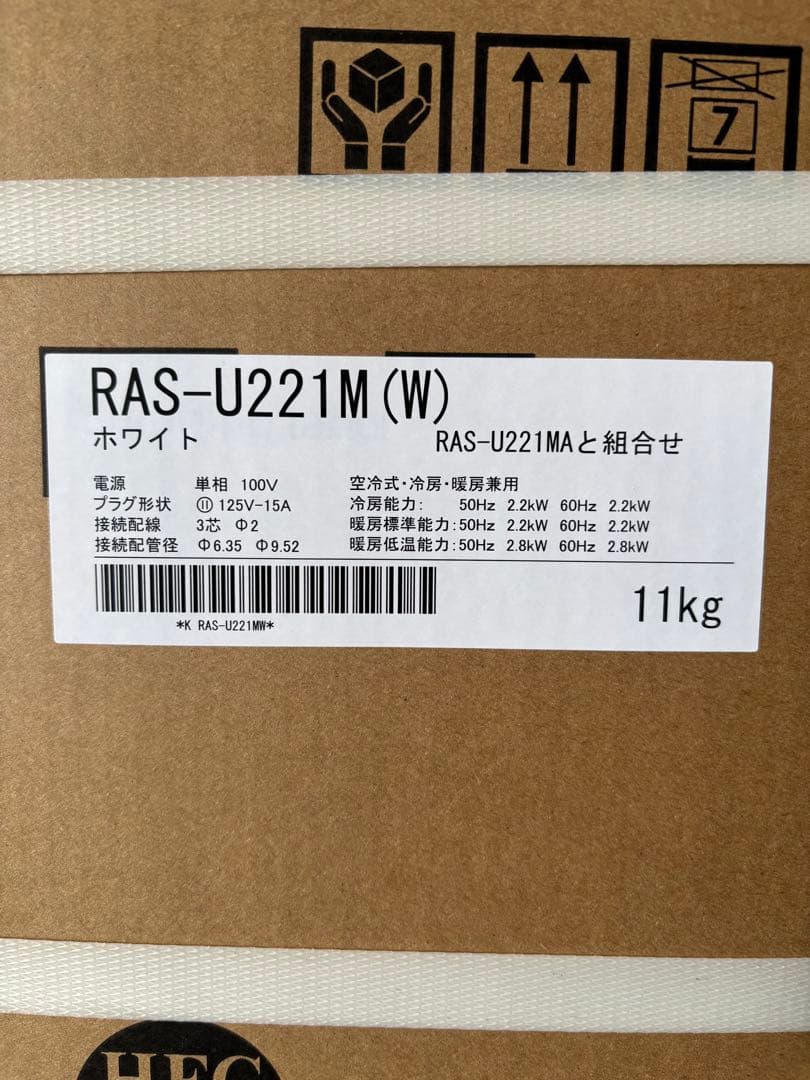 7
RAS-U221M(W)
ホワイト RAS-U221MAと組合せ
電源 単相 100V 空冷式・冷房・暖房兼用
プラグ形状 125V-15A 冷房能力: 50Hz 2.2kW 60Hz 2.2kW
接続配線 3芯 Φ2 暖房標準能力:50Hz 2.2kW 60Hz 2.2kW
接続配管径 Φ6.35 Φ9.52 暖房低温能力:50Hz 2.8kW 60Hz 2.8kW
*K RAS-U221MW*
11kg